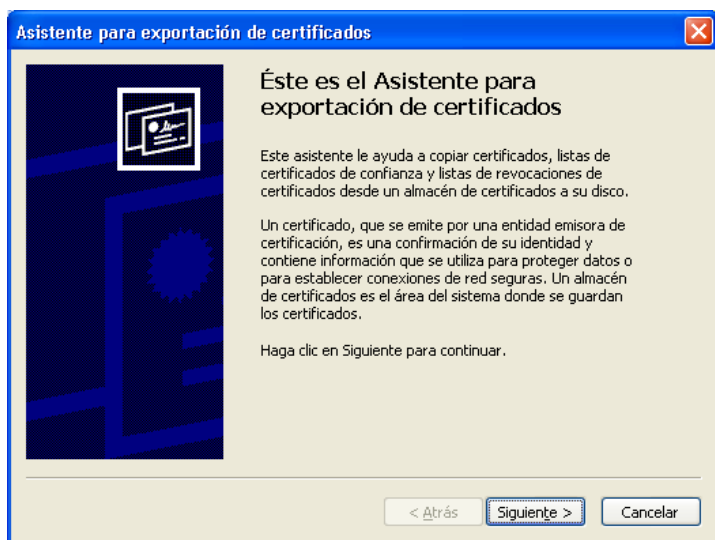 Asistente para exportación de certificados
Éste es el Asistente para
exportación de certificados
Este asistente le ayuda a copiar certificados, listas de
certificados de confianza y listas de revocaciones de
certificados desde un almacén de certificados a su disco.
Un certificado, que se emite por una entidad emisora de
certificación, es una confirmación de su identidad y
contiene información que se utiliza para proteger datos o
para establecer conexiones de red seguras. Un almacén
de certificados es el área del sistema donde se guardan
los certificados.
Haga clic en Siguiente para continuar.
< Atrás Siguiente > Cancelar